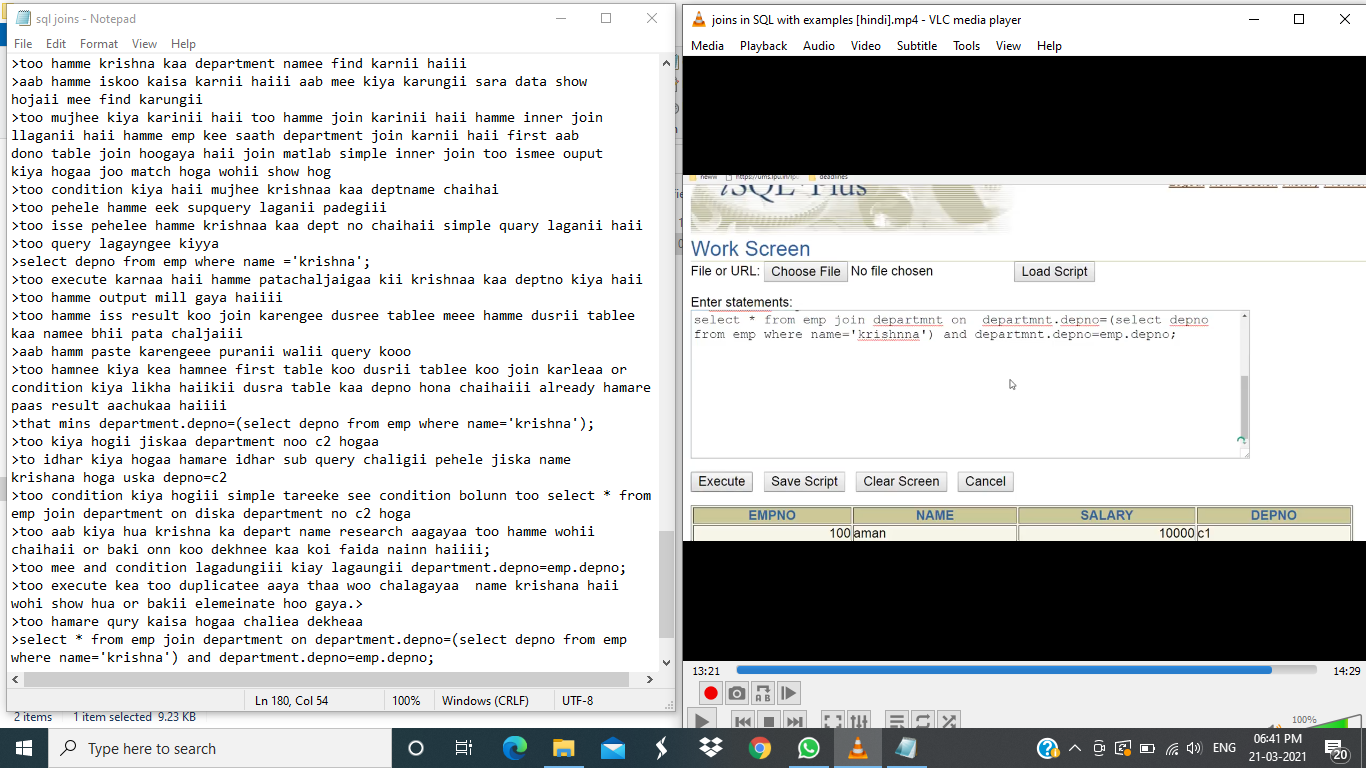 sql joins - Notepad
File Edit Format View Help
>too hamme krishna kaa department namee find karnii haiii
>aab hamme iskoo kaisa karnii haiii aab mee kiya karungii sara data show
hojaii mee find karungii
>too mujhee kiya karinii haii too hamme join karinii haii hamme inner join
llaganii haii hamme emp kee saath department join karnii haii first aab
dono table join hoogaya haii join matlab simple inner join too ismee ouput
kiya hogaa joo match hoga wohii show hog
>too condition kiya haii mujhee krishnaa kaa deptname chaihai
>too pehele hamme eek supquery laganii padegiii
>too isse pehelee hamme krishnaa kaa dept no chaihaii simple quary laganii haii
>too query lagayngee kiyya
>select depno from emp where name ='krishna';
>too execute karnaa haii hamme patachaljaigaa kii krishnaa kaa deptno kiya haii
>too hamme output mill gaya haiiii
>too hamme iss result koo join karengee dusree tablee meee hamme dusrii tablee
kaa namee bhii pata chaljaiii
>aab hamm paste karengeee puranii walii query kooo
>too hamnee kiya kea hamnee first table koo dusrii tablee koo join karleaa or
condition kiya likha haiikii dusra table kaa depno hona chaihaiii already hamare
paas result aachukaa haiiii
>that mins department.depno=(select depno from emp where name='krishna');
>too kiya hogii jiskaa department noo c2 hogaa
>to idhar kiya hogaa hamare idhar sub query chaligii pehele jiska name
krishana hoga uska depno=c2
>too condition kiya hogiii simple tareeke see condition bolunn too select * from
emp join department on diska department no c2 hoga
>too aab kiya hua krishna ka depart name research aagayaa too hamme wohii
chaihaii or baki onn koo dekhnee kaa koi faida nainn haiiii;
>too mee and condition lagadungiii kiay lagaungii department.depno=emp.depno;
>too execute kea too duplicatee aaya thaa woo chalagayaa  name krishana haii
wohi show hua or bakii elemeinate hoo gaya.>
>too hamare qury kaisa hogaa chaliea dekheaa
>select * from emp join department on department.depno=(select depno from emp
where name='krishna') and department.depno=emp.depno;
Ln 180, Col 54 100% Windows (CRLF) UTF-8
2 items 1 item selected 9.23 KB
joins in SQL with examples [hindi].mp4 - VLC media player
Media Playback Audio Video Subtitle Tools View Help
neww deadlines
iSQL*Plus
Work Screen
File or URL: Choose File No file chosen Load Script
Enter statements:
select * from emp join departmnt on  departmnt.depno=(select depno
from emp where name='krishnna') and departmnt.depno=emp.depno;
Execute Save Script Clear Screen Cancel
EMPNO NAME SALARY DEPNO
100 aman 10000 c1
13:21 14:29
100%
Type here to search
ENG
06:41 PM
21-03-2021
20